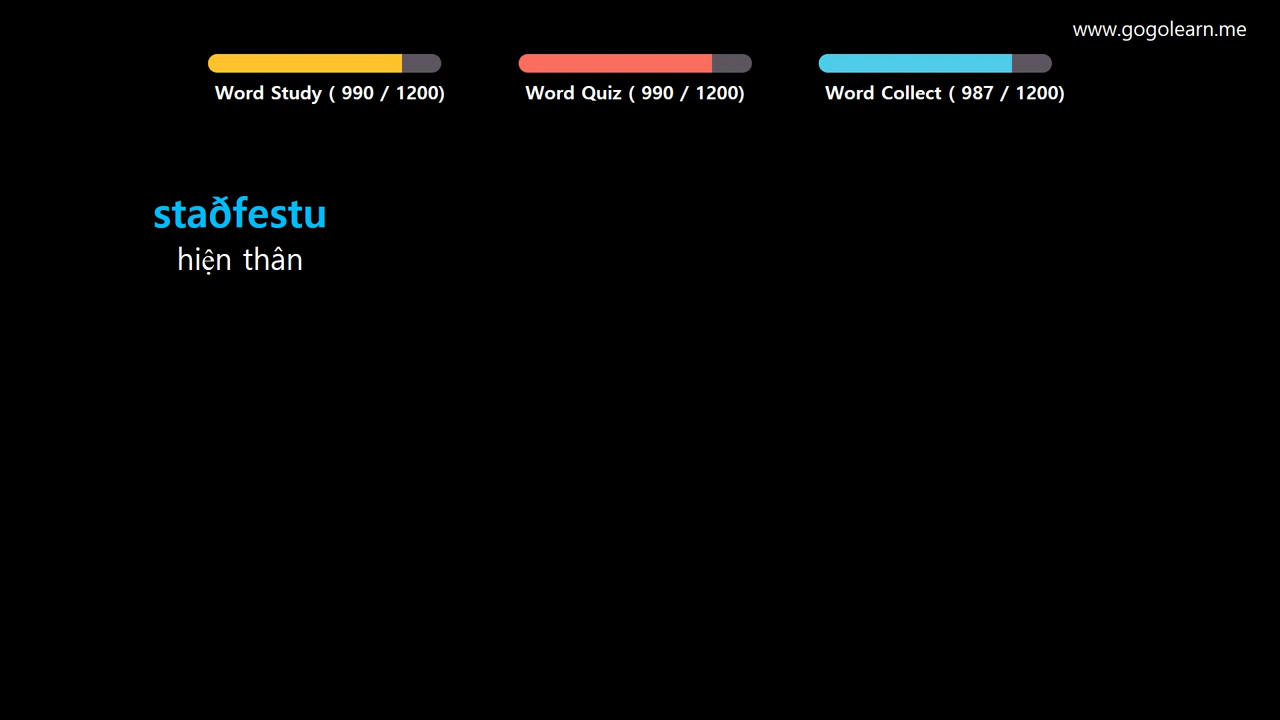 www.gogolearn.me
Word Study ( 990 / 1200)
Word Quiz ( 990 / 1200)
Word Collect ( 987 / 1200)
staðfestu
hiện thân